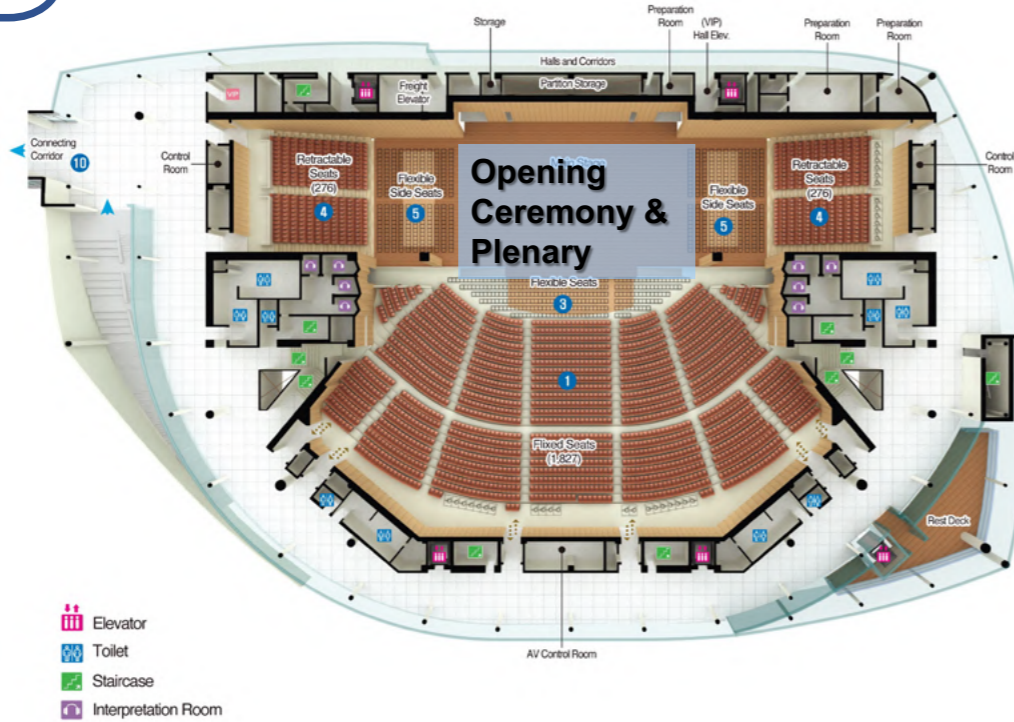 Storage
Preparation
Room
(VIP)
Hall Elev.
Preparation
Room
Preparation
Room
Halls and Corridors
Freight
Elevator
Partition Storage
VIP
Connecting
Corridor
10
Control
Room
Retractable
Seats
(276)
4
Flexible
Side Seats
5
Opening
Ceremony &
Plenary
Flexible
Side Seats
5
Retractable
Seats
(276)
4
Control
Room
Flexible Seats
3
1
Flixed Seats
(1,827)
Rest Deck
AV Control Room
Elevator
Toilet
Staircase
Interpretation Room